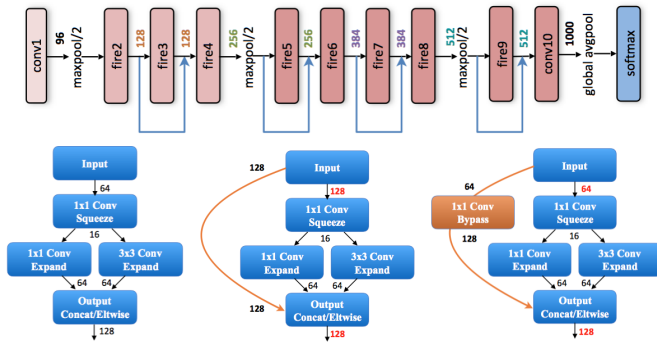 conv1
96
maxpool/2
fire2
128
fire3
128
fire4
256
maxpool/2
fire5
256
fire6
384
fire7
384
fire8
512
maxpool/2
fire9
512
conv10
1000
global avgpool
softmax
Input
64
1x1 Conv
Squeeze
16
1x1 Conv
Expand
3x3 Conv
Expand
64
64
Output
Concat/Eltwise
128
128
Input
128
1x1 Conv
Squeeze
16
1x1 Conv
Expand
3x3 Conv
Expand
64
64
128
Output
Concat/Eltwise
128
64
Input
64
1x1 Conv
Bypass
128
1x1 Conv
Squeeze
16
1x1 Conv
Expand
3x3 Conv
Expand
64
64
Output
Concat/Eltwise
128